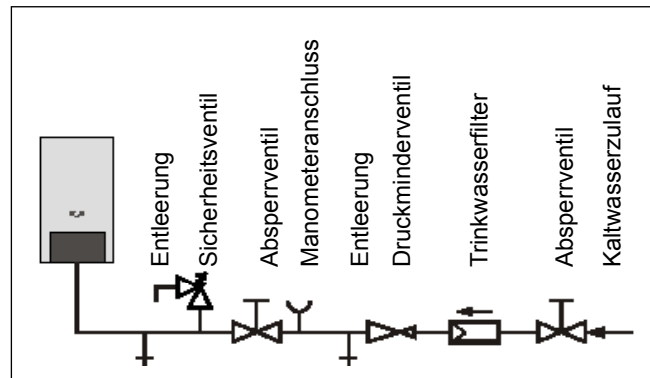 Entleerung
Sicherheitsventil
Absperrventil
Manometeranschluss
Entleerung
Druckminderventil
Trinkwasserfilter
Absperrventil
Kaltwasserzulauf